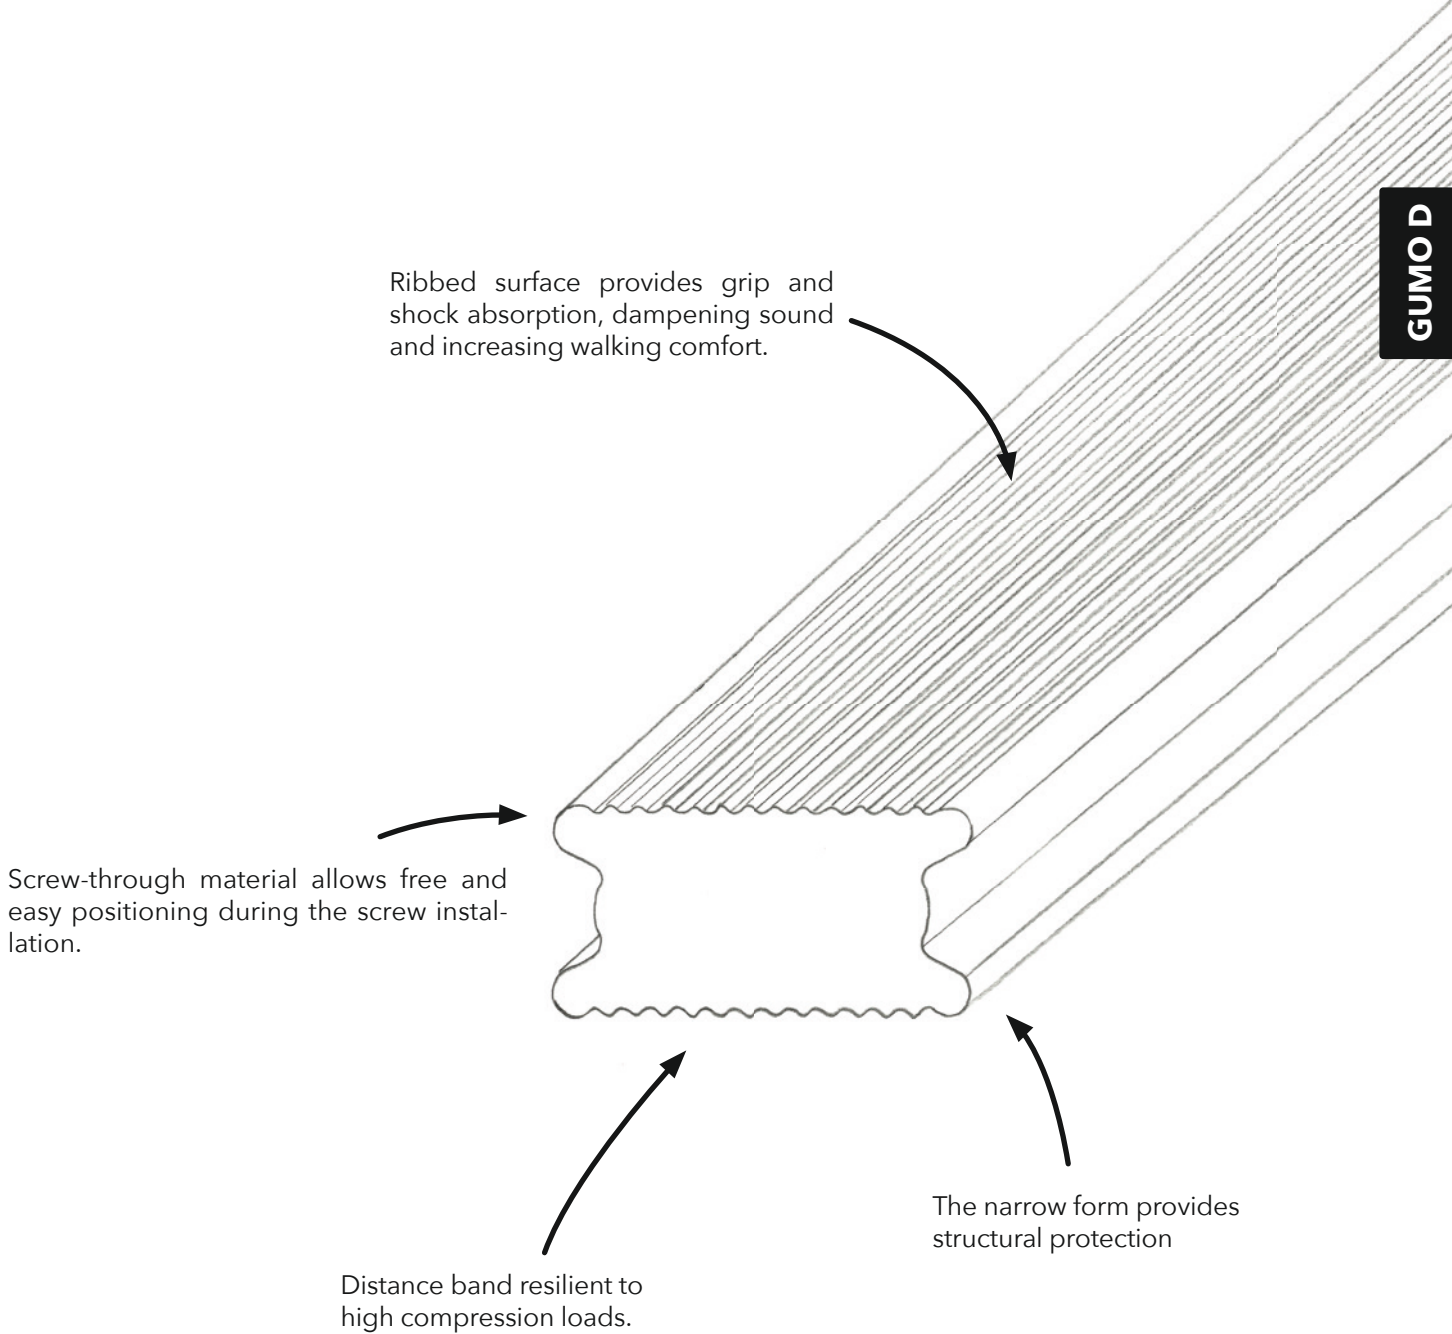 GUMO D
Ribbed surface provides grip and
shock absorption, dampening sound
and increasing walking comfort.
Screw-through material allows free and
easy positioning during the screw instal-
lation.
The narrow form provides
structural protection
Distance band resilient to
high compression loads.